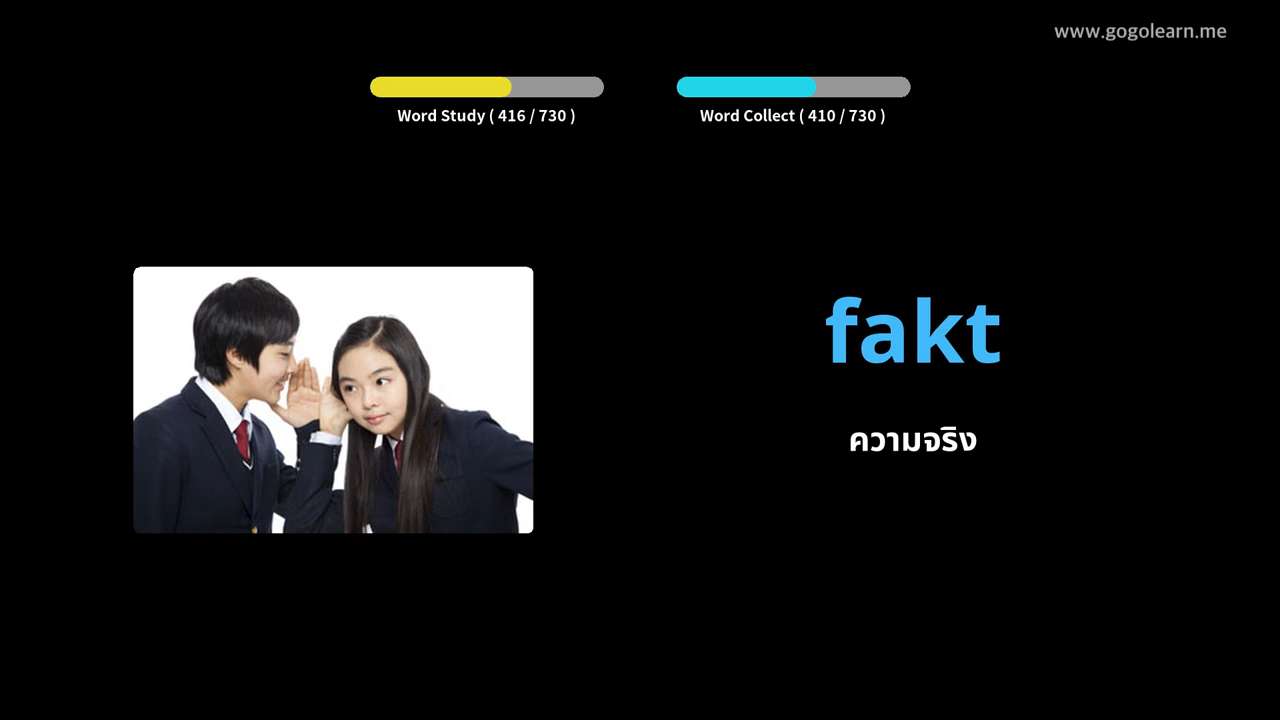 www.gogolearn.me
Word Study ( 416 / 730 )
Word Collect ( 410 / 730 )
fakt
ความจริง